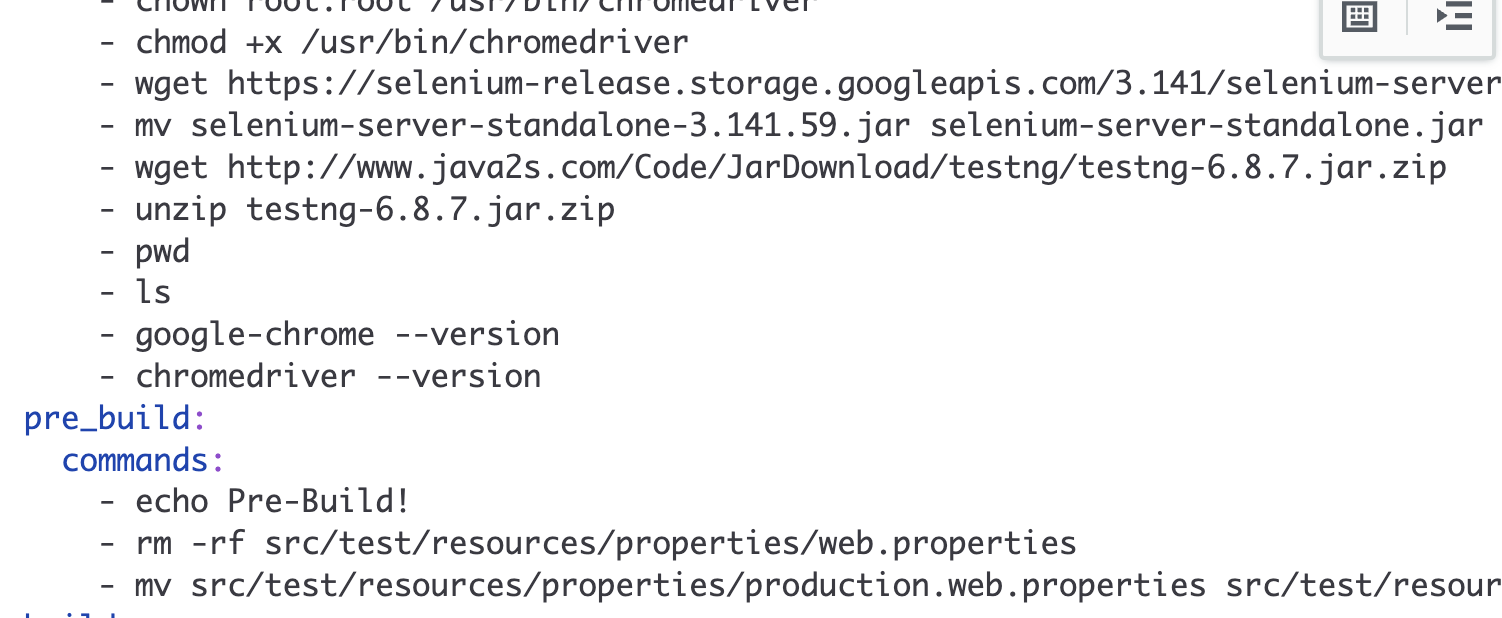 - chown root:root /usr/bin/chromedriver
- chmod +x /usr/bin/chromedriver
- wget https://selenium-release.storage.googleapis.com/3.141/selenium-server
- mv selenium-server-standalone-3.141.59.jar selenium-server-standalone.jar
- wget http://www.java2s.com/Code/JarDownload/testng/testng-6.8.7.jar.zip
- unzip testng-6.8.7.jar.zip
- pwd
- ls
- google-chrome --version
- chromedriver --version
pre_build:
commands:
- echo Pre-Build!
- rm -rf src/test/resources/properties/web.properties
- mv src/test/resources/properties/production.web.properties src/test/resour